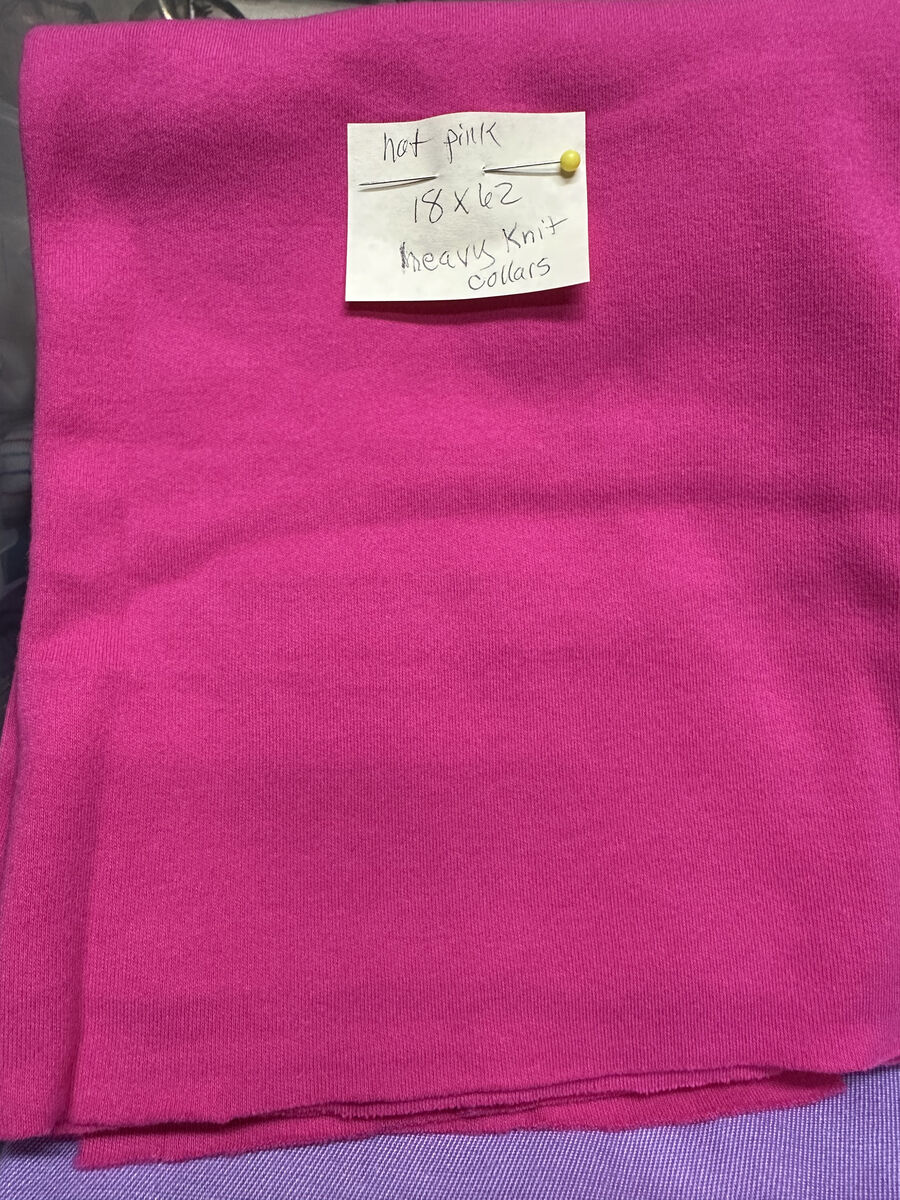 hot pink
18 x 62
heavy Knit
collars